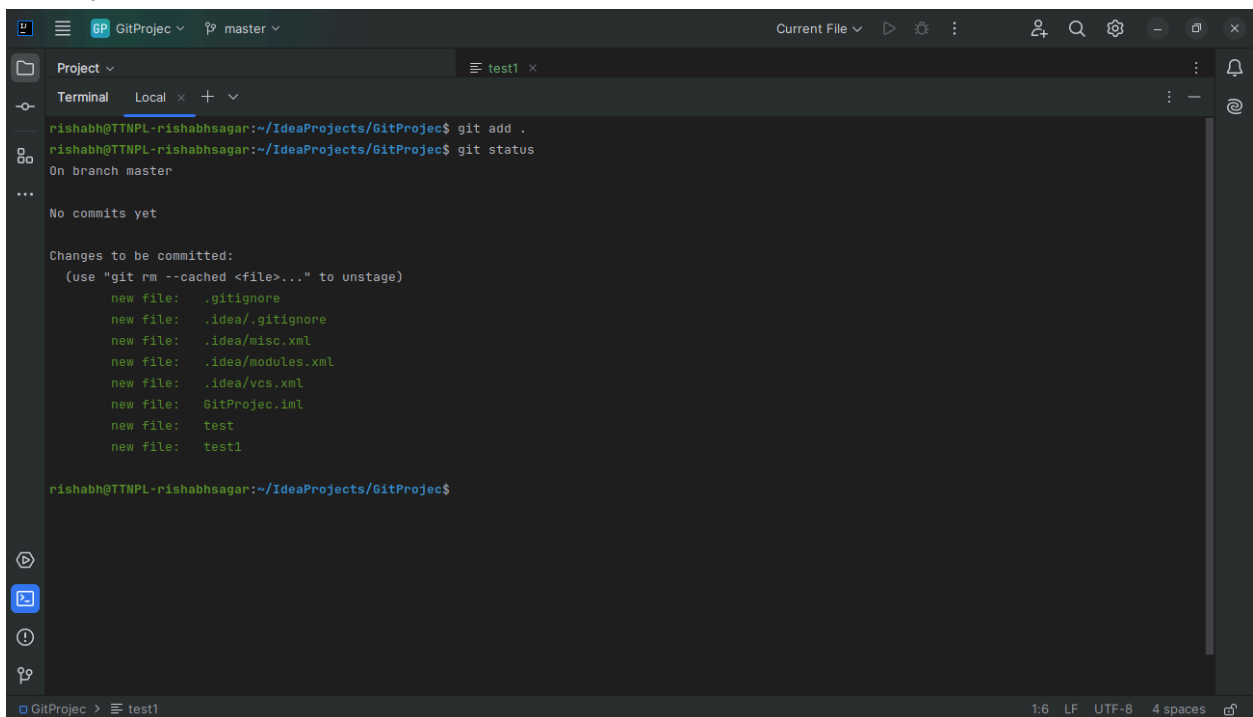 GP GitProjec master Current File
Project test1
Terminal Local
rishabh@TTNPL-rishabhsagar:~/IdeaProjects/GitProjec$ git add .
rishabh@TTNPL-rishabhsagar:~/IdeaProjects/GitProjec$ git status
On branch master
No commits yet
Changes to be committed:
(use "git rm --cached <file>..." to unstage)
new file: .gitignore
new file: .idea/.gitignore
new file: .idea/misc.xml
new file: .idea/modules.xml
new file: .idea/vcs.xml
new file: GitProjec.iml
new file: test
new file: test1
rishabh@TTNPL-rishabhsagar:~/IdeaProjects/GitProjec$
GitProjec > test1 1:6 LF UTF-8 4 spaces